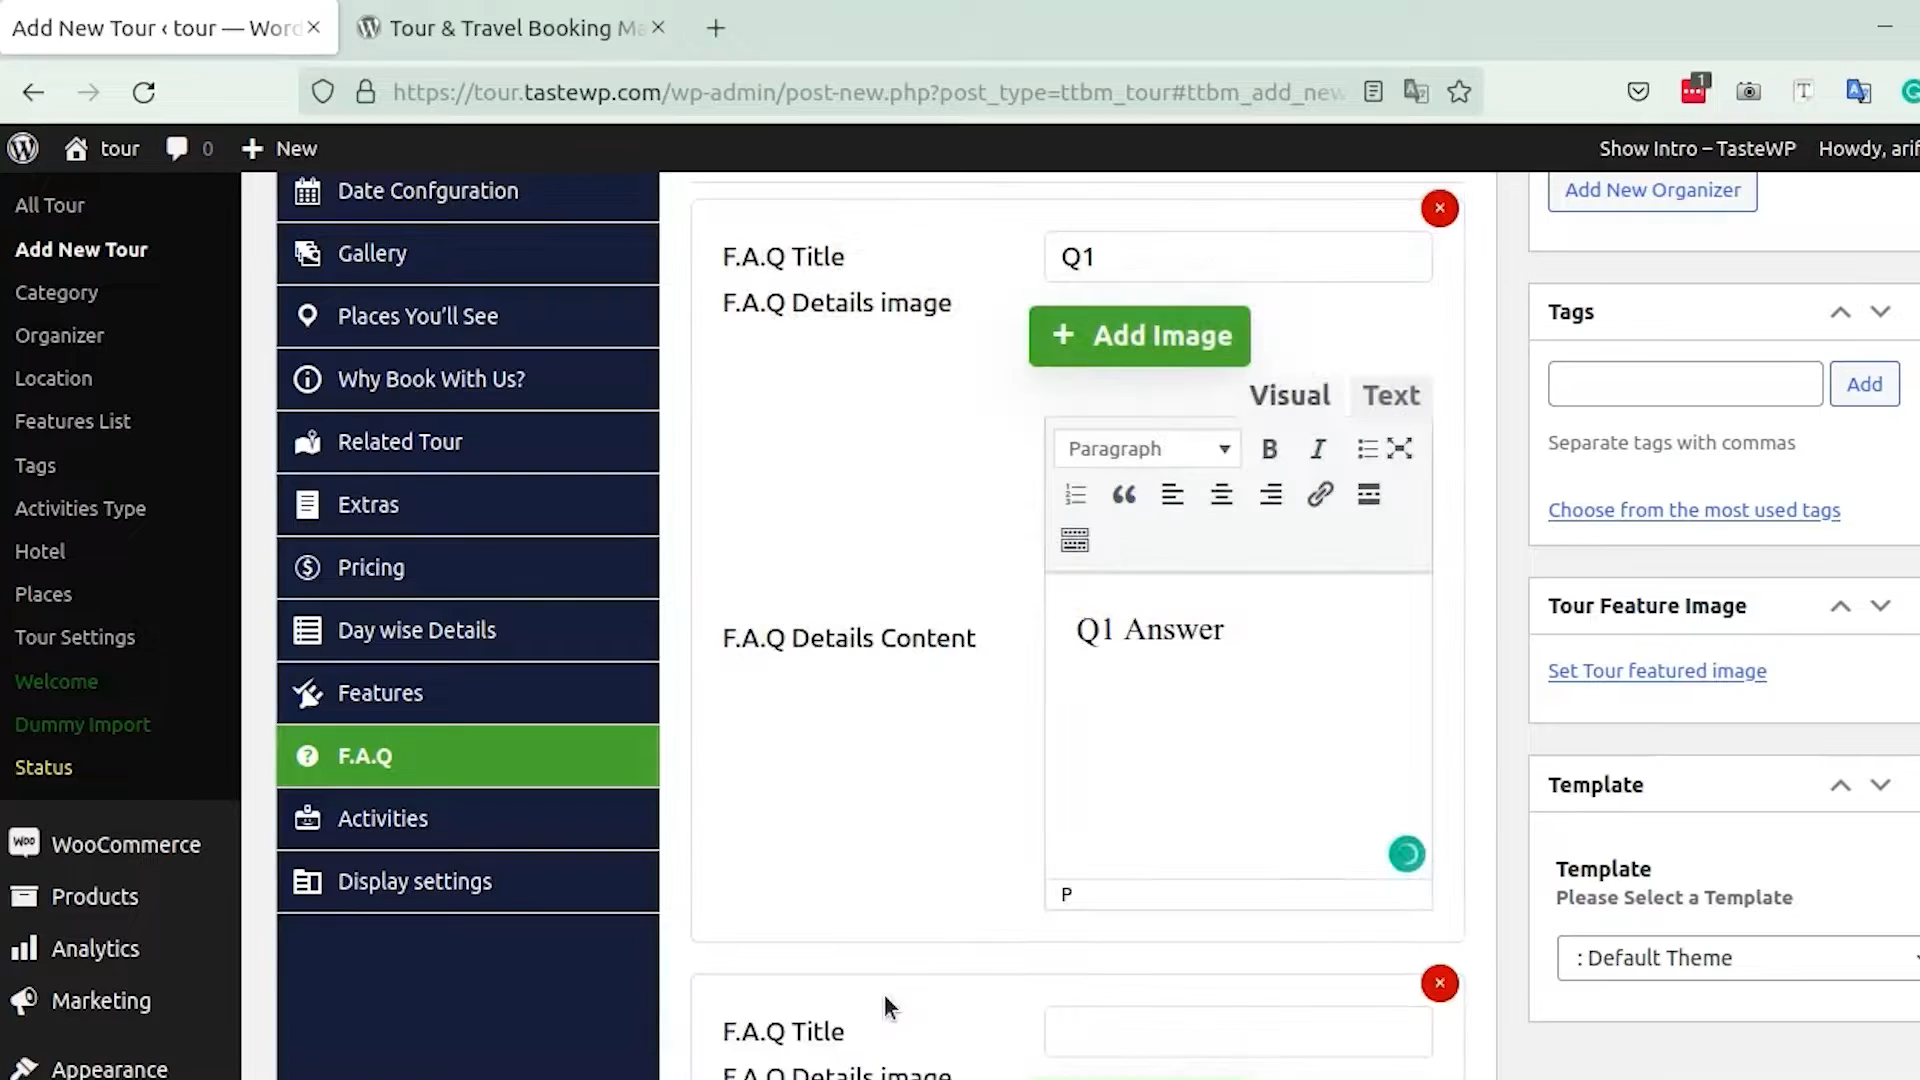 Add New Tour ‹ tour — Word
Tour & Travel Booking Ma
https://tour.tastewp.com/wp-admin/post-new.php?post_type=ttbm_tour#ttbm_add_new
1
tour
0
New
Show Intro – TasteWP
Howdy, arif
All Tour
Add New Tour
Category
Organizer
Location
Features List
Tags
Activities Type
Hotel
Places
Tour Settings
Welcome
Dummy Import
Status
WooCommerce
Products
Analytics
Marketing
Appearance
Date Confguration
Gallery
Places You'll See
Why Book With Us?
Related Tour
Extras
Pricing
Day wise Details
Features
F.A.Q
Activities
Display settings
F.A.Q Title
Q1
F.A.Q Details image
Add Image
Visual
Text
Paragraph
F.A.Q Details Content
Q1 Answer
P
F.A.Q Title
F.A.Q Details image
Add New Organizer
Tags
Add
Separate tags with commas
Choose from the most used tags
Tour Feature Image
Set Tour featured image
Template
Template
Please Select a Template
: Default Theme